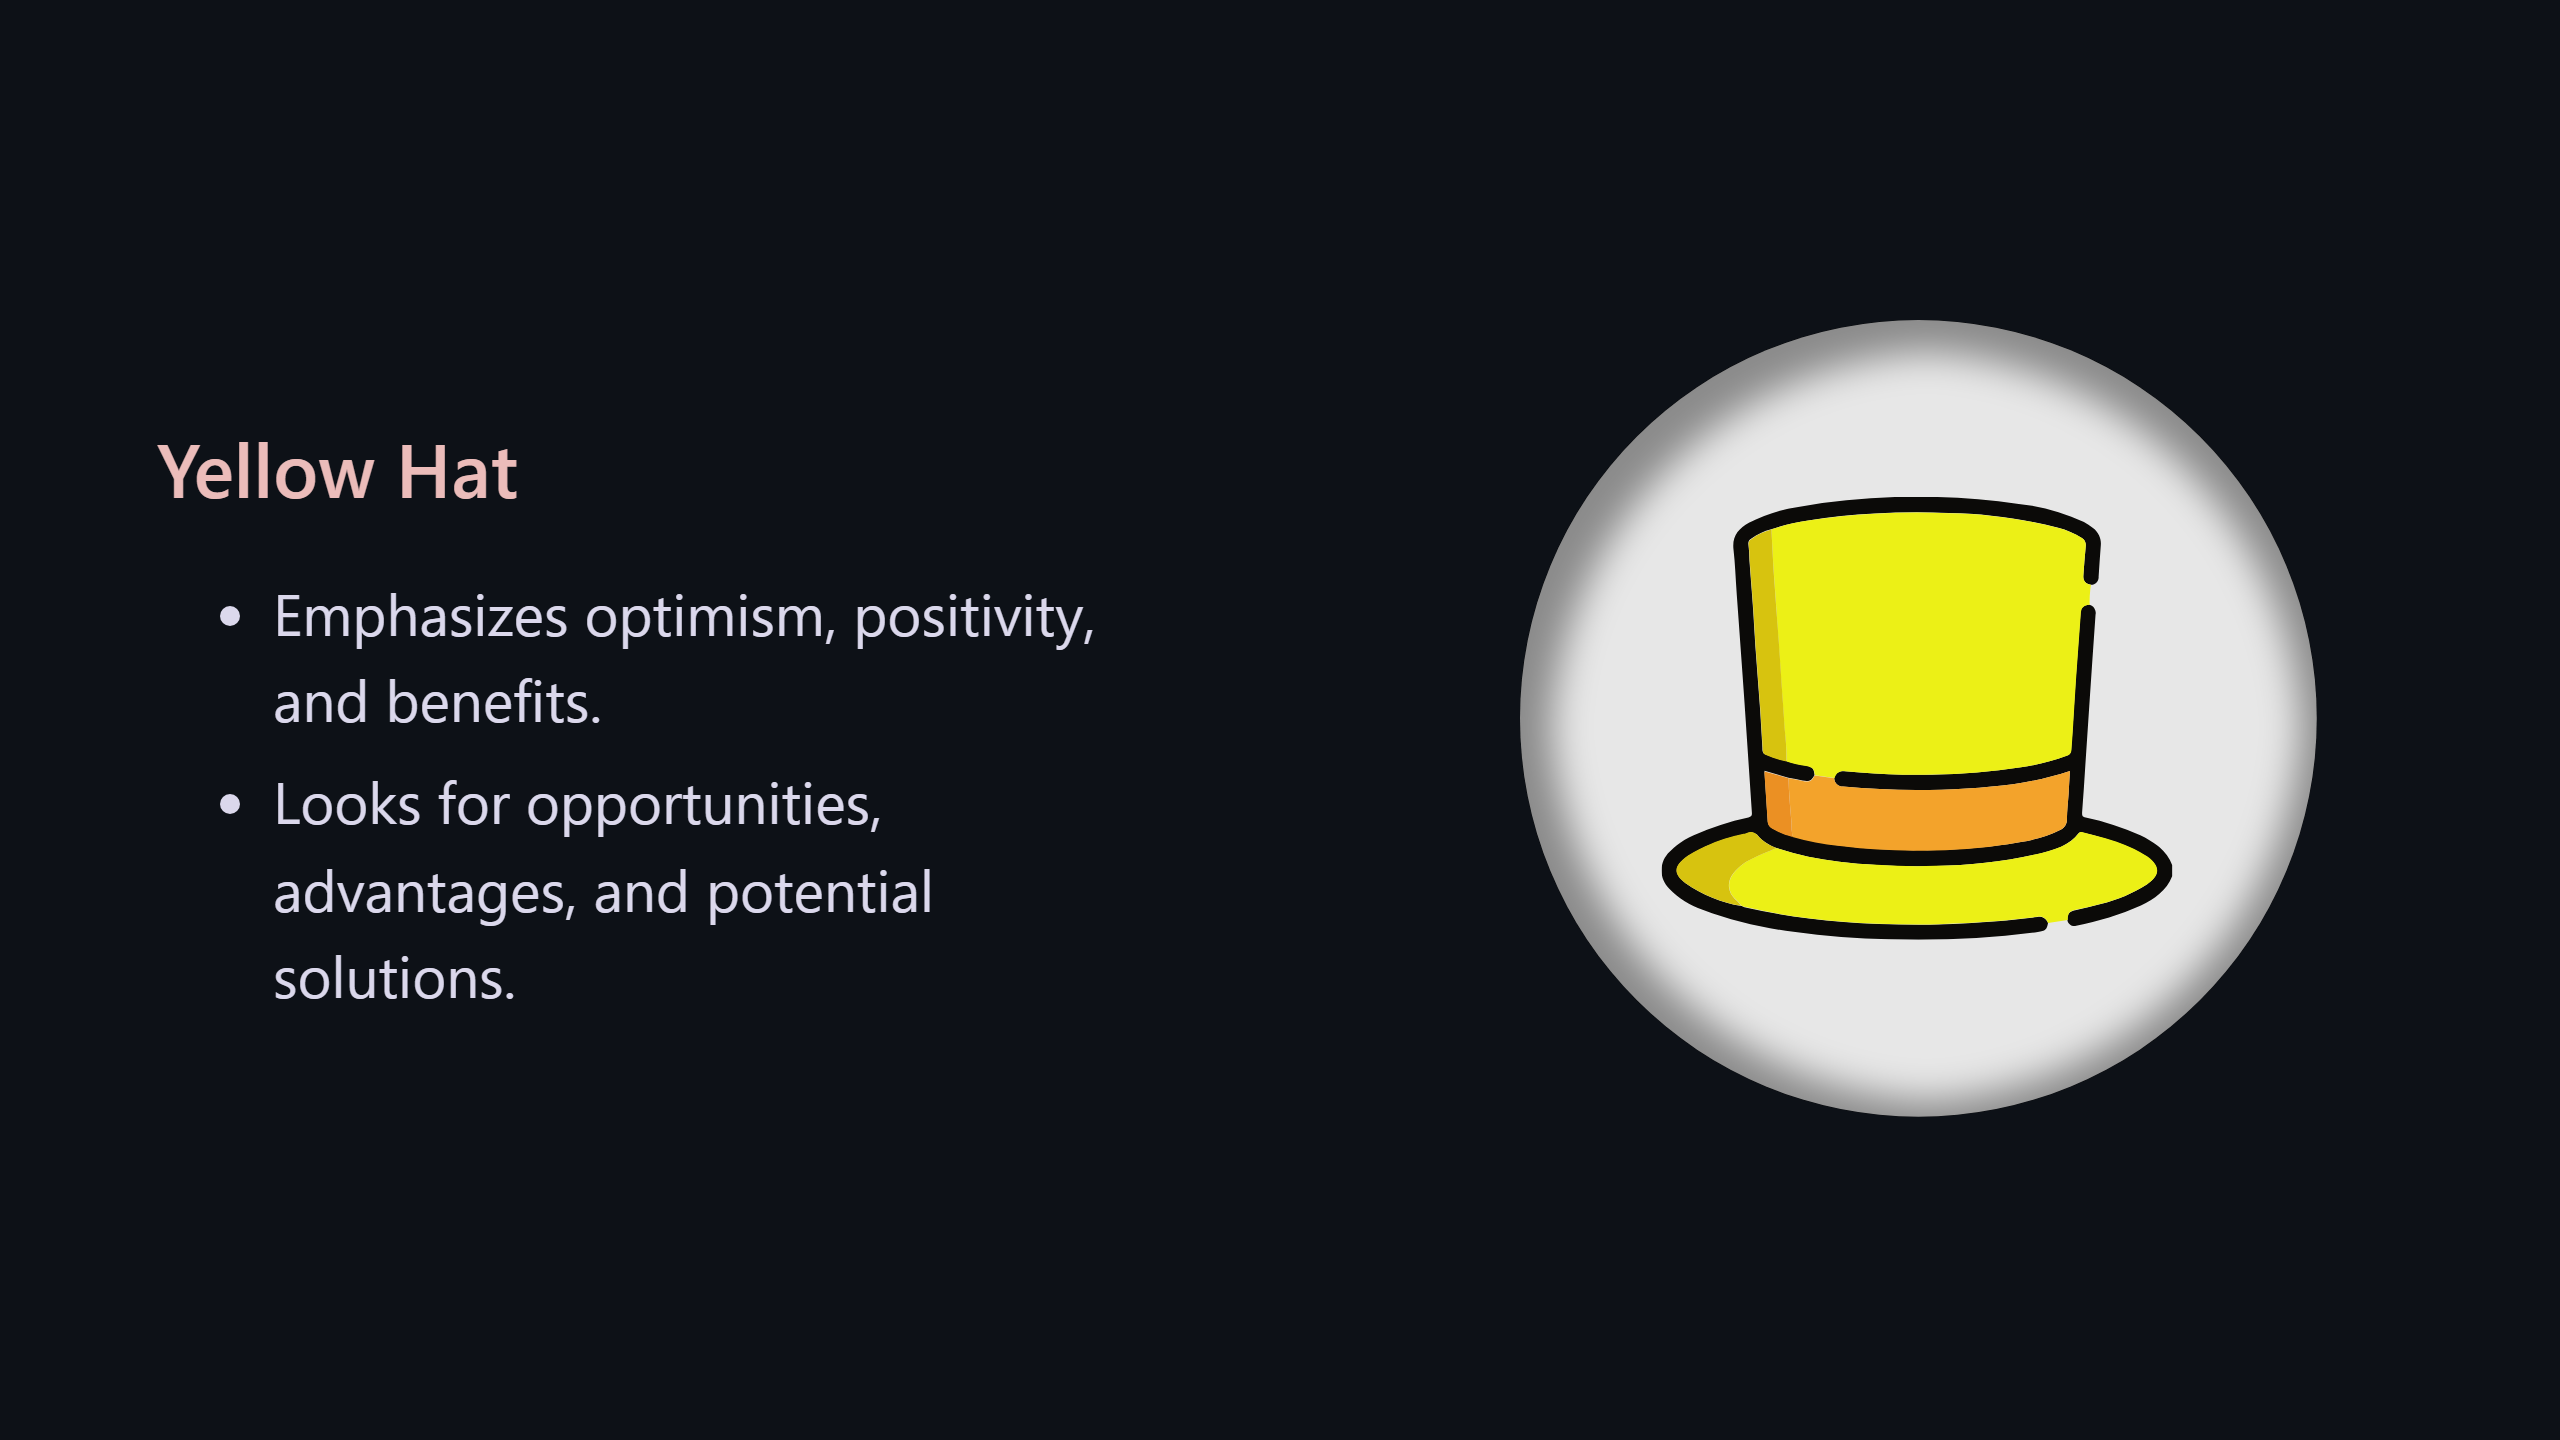 Yellow Hat
• Emphasizes optimism, positivity,
and benefits.
• Looks for opportunities,
advantages, and potential
solutions.